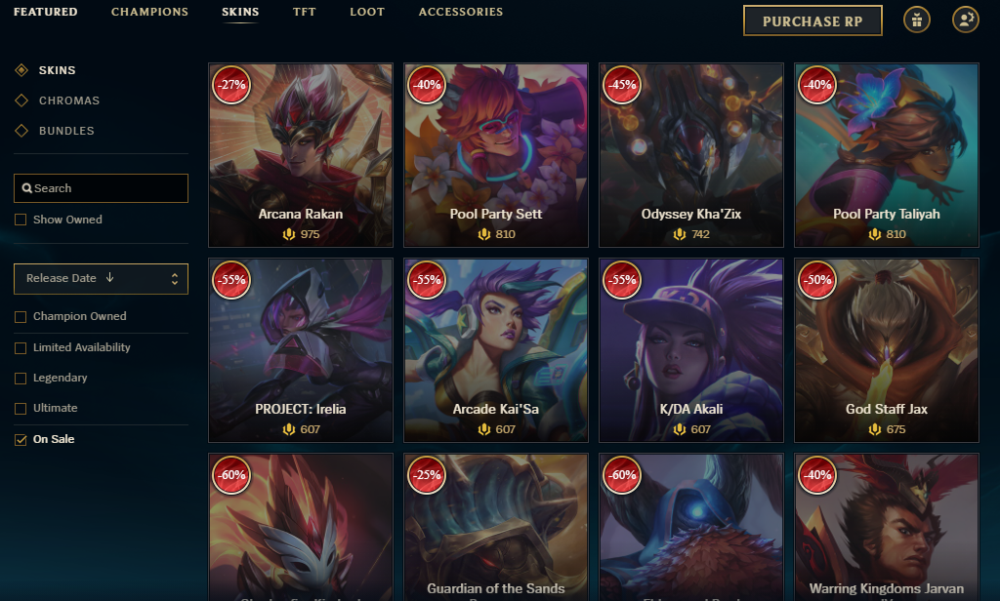 FEATURED CHAMPIONS SKINS TFT LOOT ACCESSORIES
PURCHASE RP
SKINS
CHROMAS
BUNDLES
Search
Show Owned
Release Date
Champion Owned
Limited Availability
Legendary
Ultimate
On Sale
-27% -40% -45% -40%
Arcana Rakan Pool Party Sett Odyssey Kha'Zix Pool Party Taliyah
975 810 742 810
-55% -55% -55% -50%
PROJECT: Irelia Arcade Kai'Sa K/DA Akali God Staff Jax
607 607 607 675
-60% -25% -60% -40%
Guardian of the Sands Warring Kingdoms Jarvan